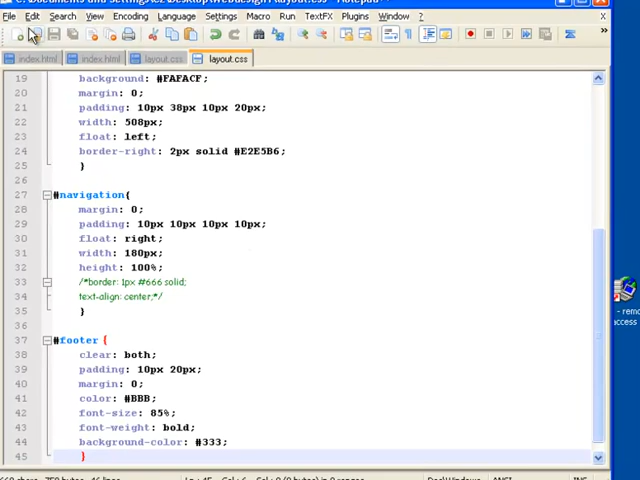 File Edit Search View Encoding Language Settings Macro Run TextFX Plugins Window ? X
index.html index.html layout.css layout.css
19 background: #FAFACF;
20 margin: 0;
21 padding: 10px 38px 10px 20px;
22 width: 508px;
23 float: left;
24 border-right: 2px solid #E2E5B6;
25 }
26
27 #navigation{
28 margin: 0;
29 padding: 10px 10px 10px 10px;
30 float: right;
31 width: 180px;
32 height: 100%;
33 /*border: 1px #666 solid;
34 text-align: center;*/
35 }
36
37 #footer {
38 clear: both;
39 padding: 10px 20px;
40 margin: 0;
41 color: #BBB;
42 font-size: 85%;
43 font-weight: bold;
44 background-color: #333;
45 }
- remo
access